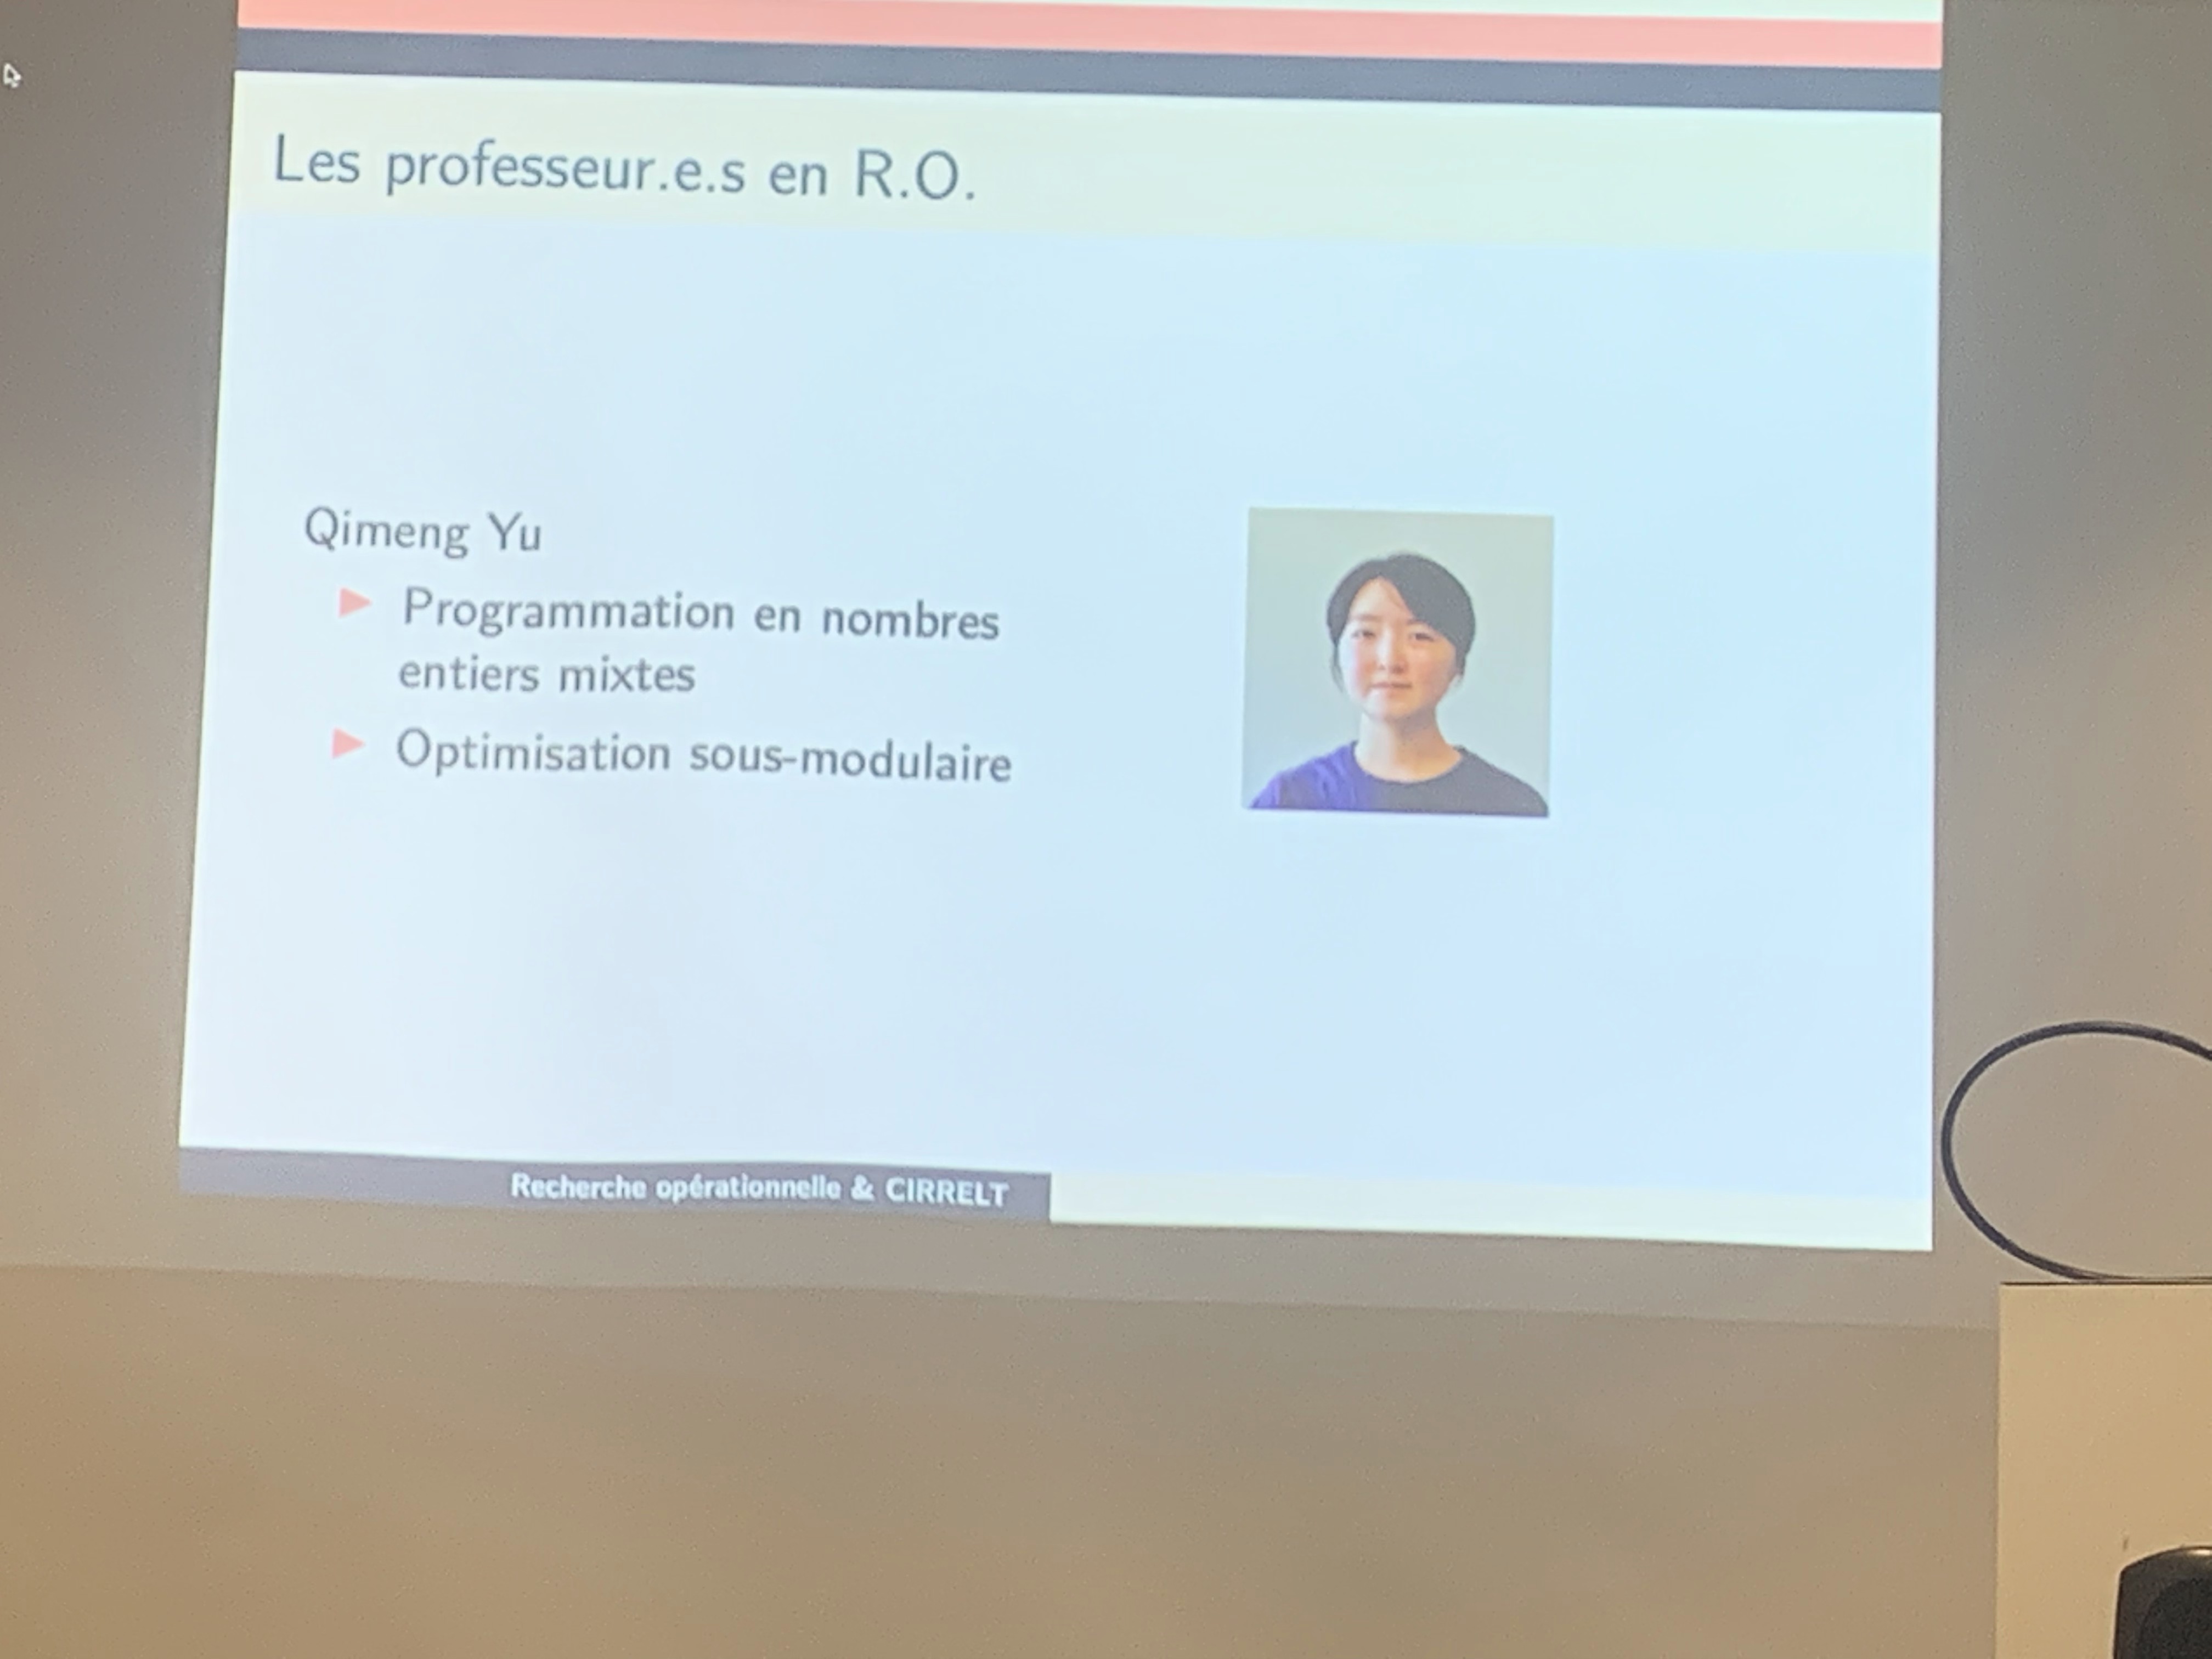 Les professeur.e.s en R.O.
Qimeng Yu
Programmation en nombres
entiers mixtes
Optimisation sous-modulaire
Recherche opérationnelle & CIRRELT